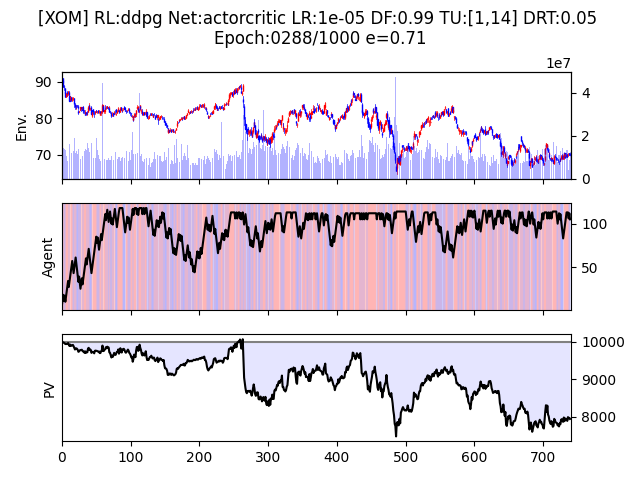 [XOM] RL:ddpg Net:actorcritic LR:1e-05 DF:0.99 TU:[1,14] DRT:0.05
Epoch:0288/1000 e=0.71
1e7
90
80
70
Env.
4
2
0
Agent
100
50
PV
10000
9000
8000
0 100 200 300 400 500 600 700